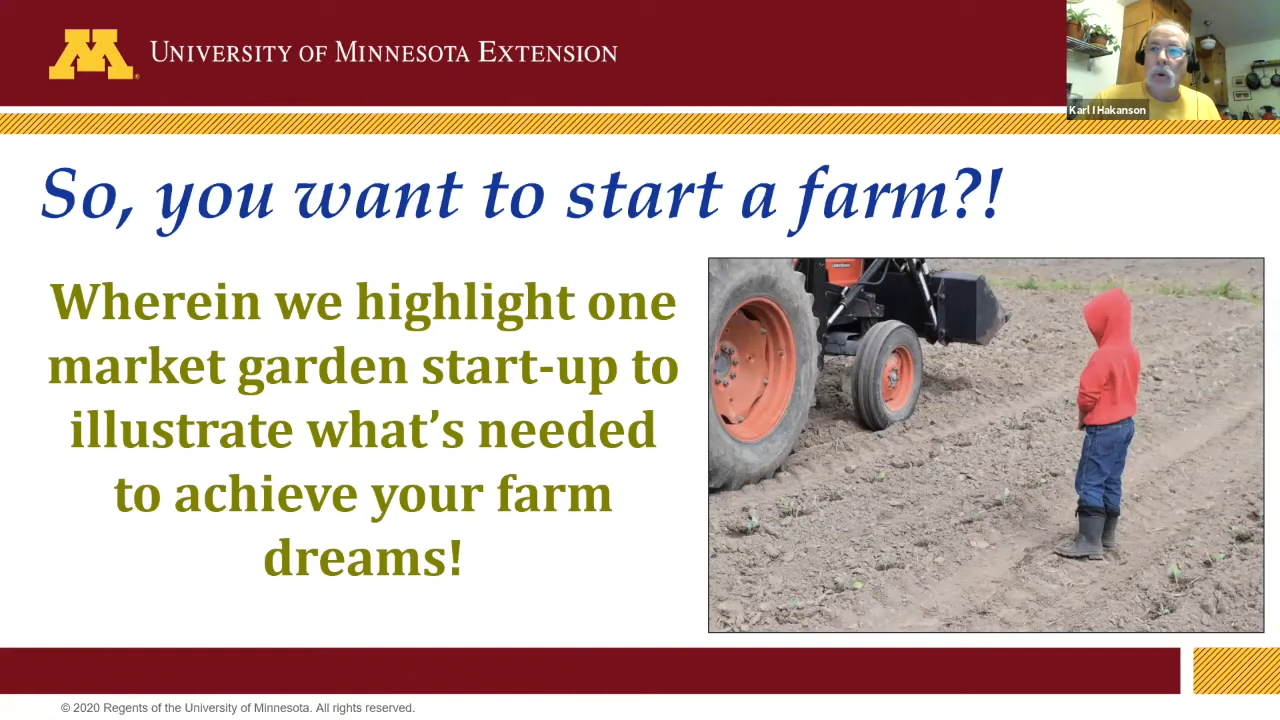 University of Minnesota Extension
Karl I Hakanson
So, you want to start a farm?!
Wherein we highlight one
market garden start-up to
illustrate what’s needed
to achieve your farm
dreams!
© 2020 Regents of the University of Minnesota. All rights reserved.